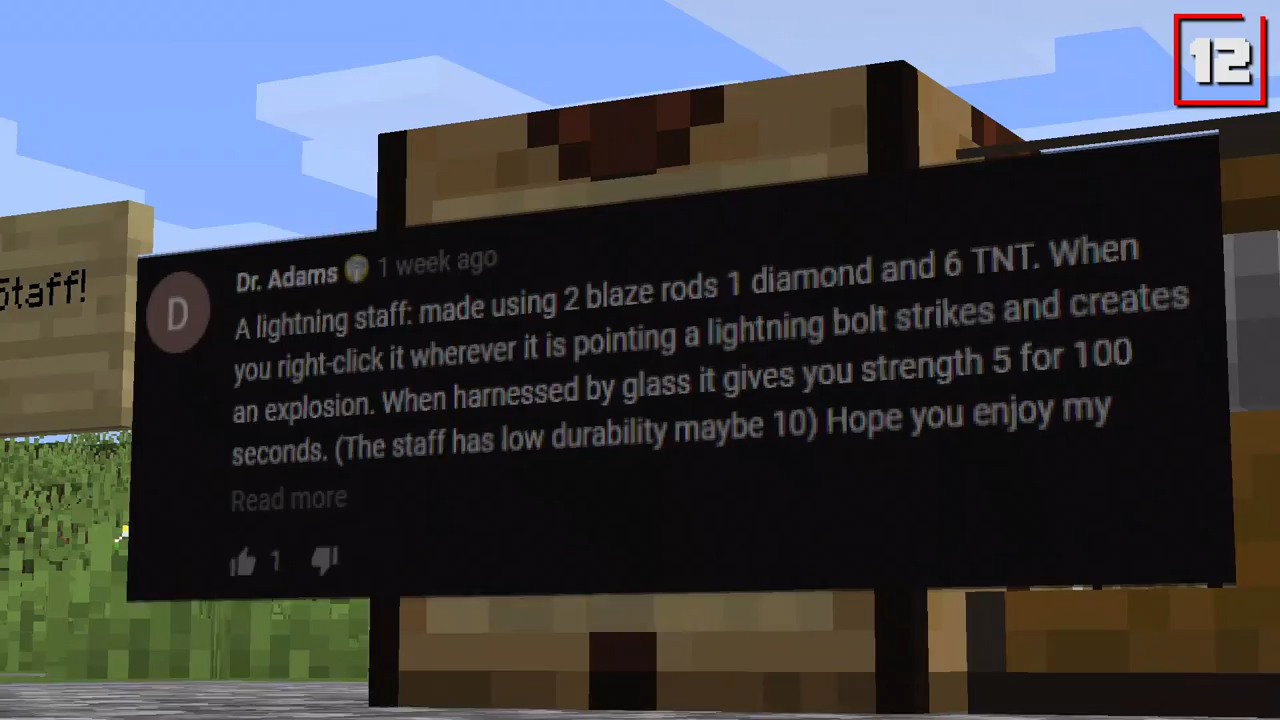 12
Staff!
Dr. Adams 1 week ago
A lightning staff: made using 2 blaze rods 1 diamond and 6 TNT. When
you right-click it wherever it is pointing a lightning bolt strikes and creates
an explosion. When harnessed by glass it gives you strength 5 for 100
seconds. (The staff has low durability maybe 10) Hope you enjoy my
Read more
1
D